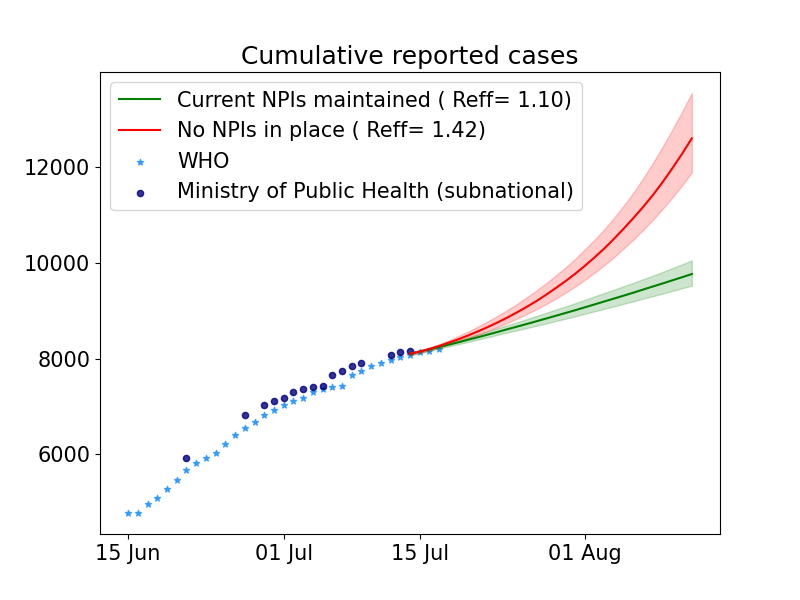 Cumulative reported cases
Current NPIs maintained ( Reff= 1.10)
No NPIs in place ( Reff= 1.42)
WHO
Ministry of Public Health (subnational)
12000
10000
8000
6000
15 Jun
01 Jul
15 Jul
01 Aug